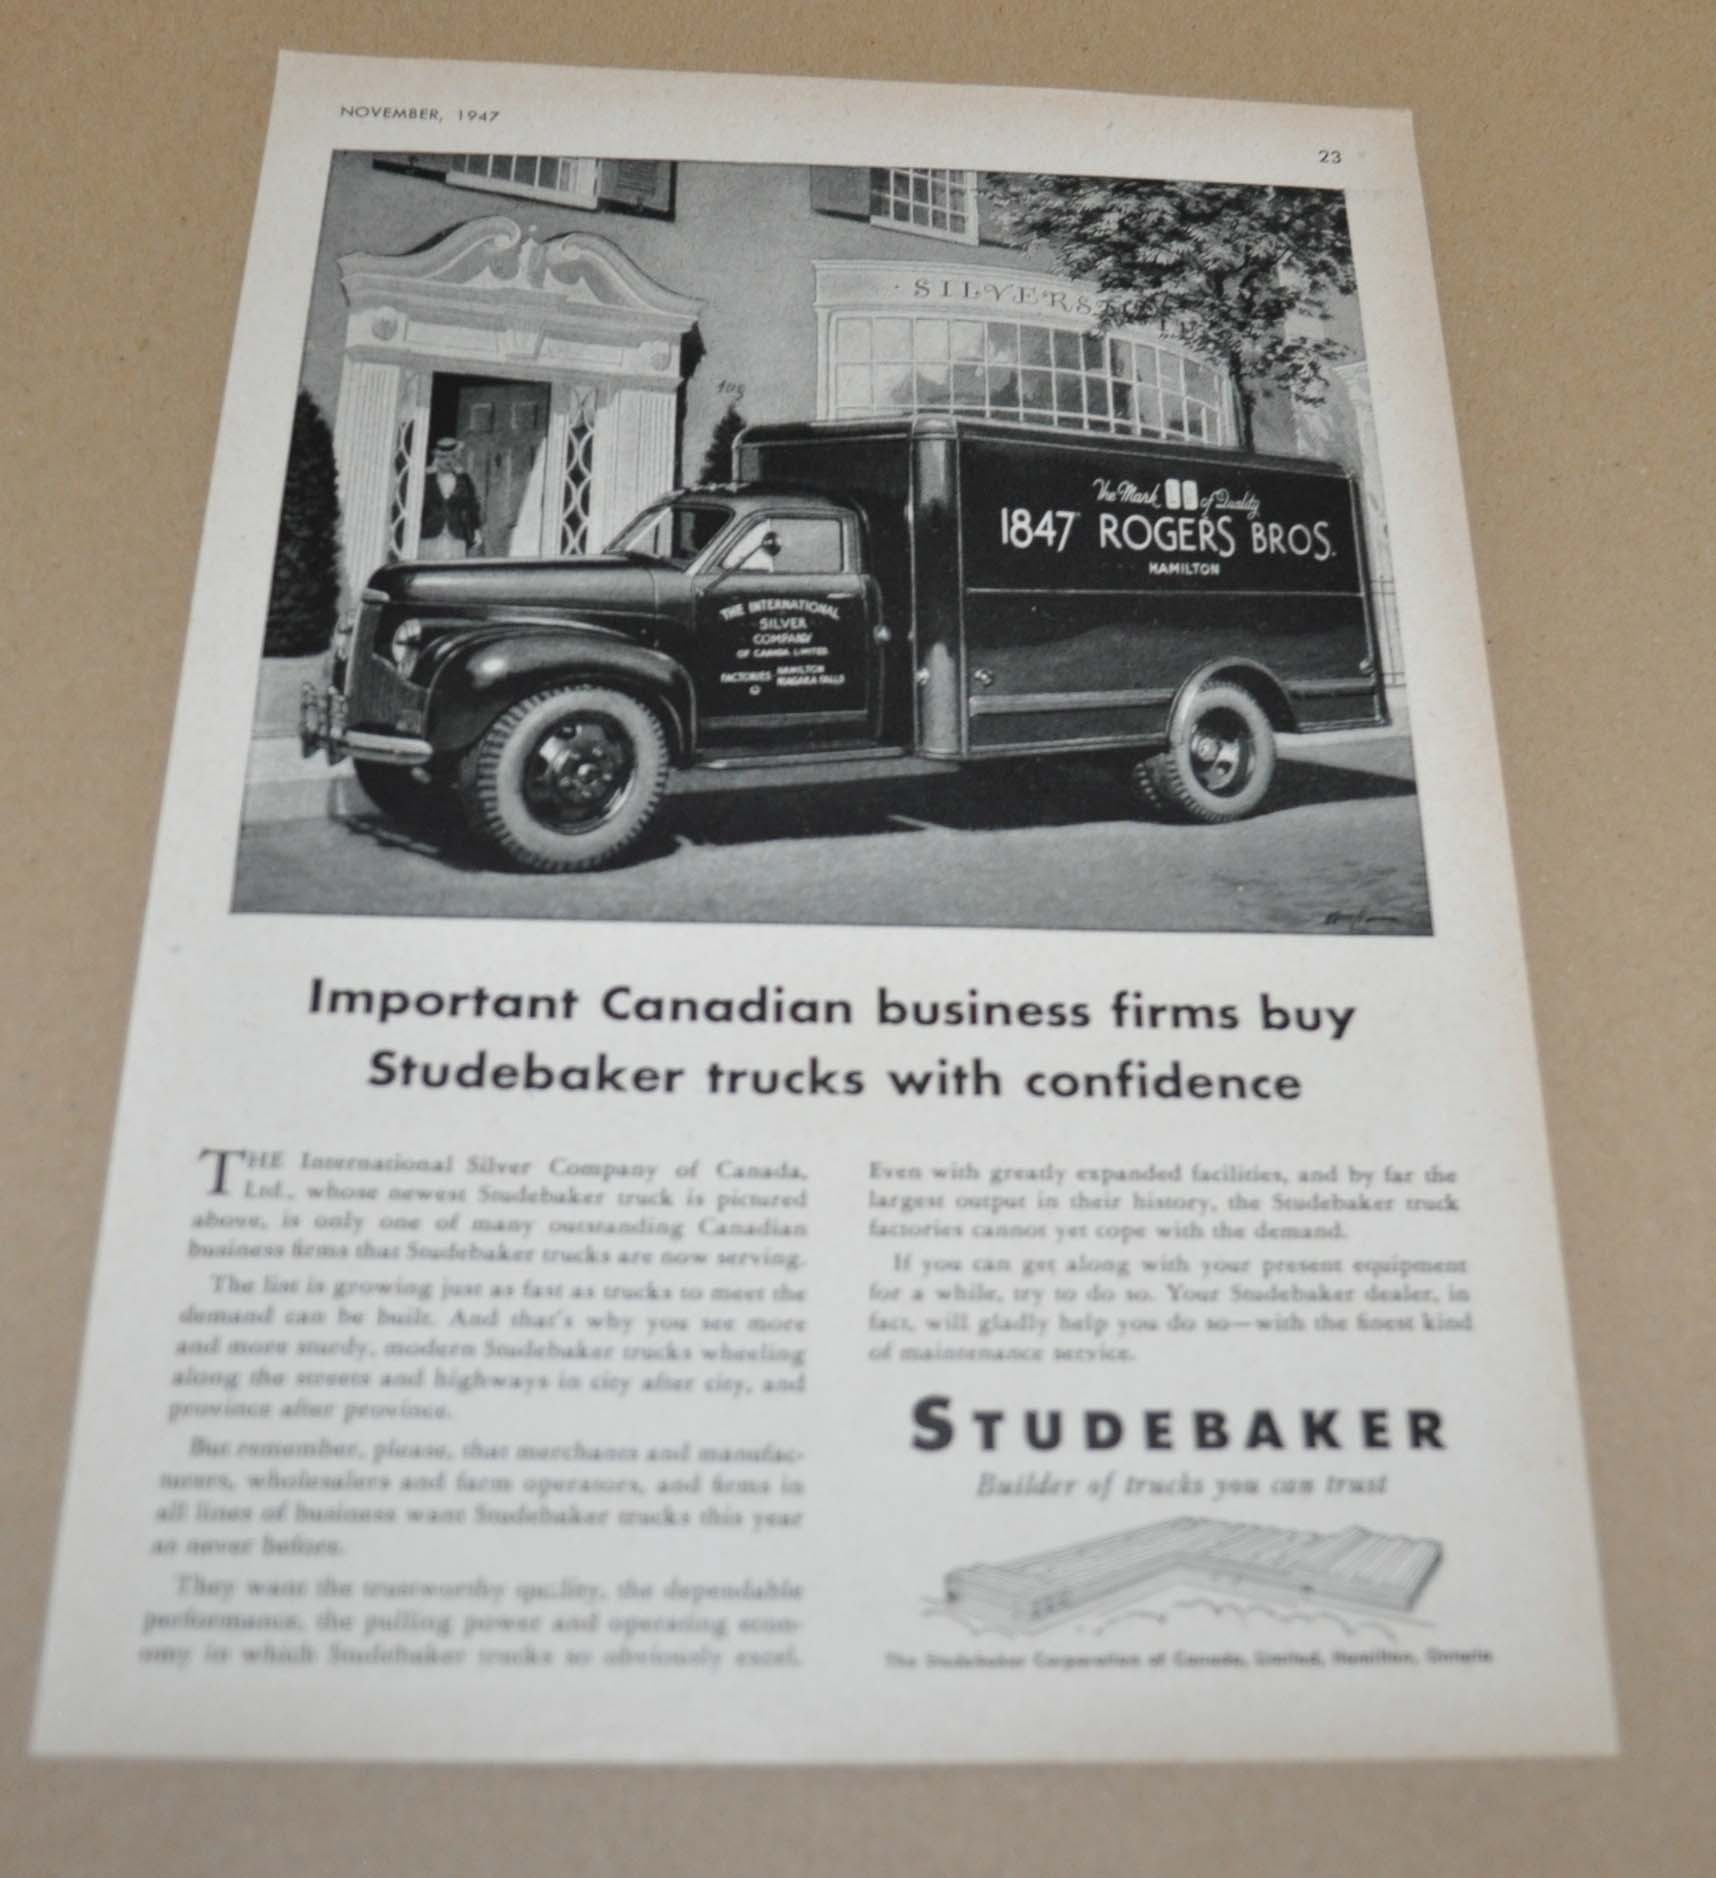 NOVEMBER, 1947
23
· SILVERS
109
The Mark of Quality
1847 ROGERS BROS.
HAMILTON
THE INTERNATIONAL
SILVER
COMPANY
OF CANADA LIMITED
FACTORIES HAMILTON
NIAGARA FALLS
Important Canadian business firms buy
Studebaker trucks with confidence
THE International Silver Company of Canada,
Ltd., whose newest Studebaker truck is pictured
above, is only one of many outstanding Canadian
business firms that Studebaker trucks are now serving.
The list is growing just as fast as trucks to meet the
demand can be built. And that's why you see more
and more sturdy, modern Studebaker trucks wheeling
along the streets and highways in city after city, and
province after province.
But remember, please, that merchants and manufac-
turers, wholesalers and farm operators, and firms in
all lines of business want Studebaker trucks this year
as never before.
They want the trustworthy quality, the dependable
performance, the pulling power and operating econ-
omy in which Studebaker trucks so obviously excel.
Even with greatly expanded facilities, and by far the
largest output in their history, the Studebaker truck
factories cannot yet cope with the demand.
If you can get along with your present equipment
for a while, try to do so. Your Studebaker dealer, in
fact, will gladly help you do so—with the finest kind
of maintenance service.
STUDEBAKER
Builder of trucks you can trust
The Studebaker Corporation of Canada, Limited, Hamilton, Ontario